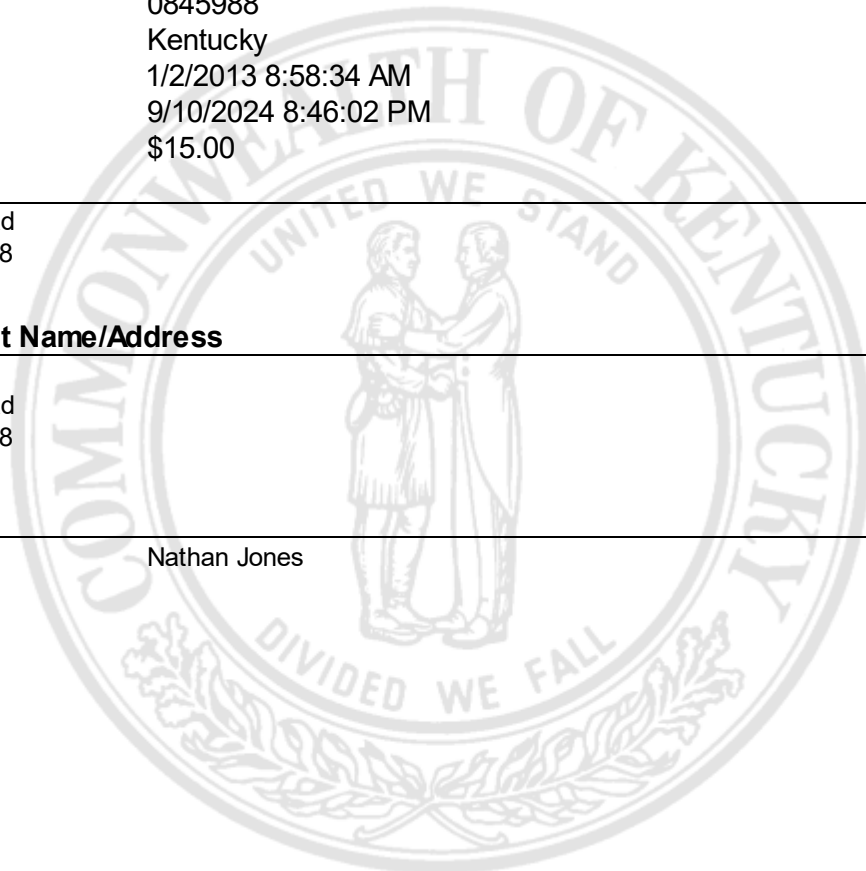 0845988
Kentucky
1/2/2013 8:58:34 AM
9/10/2024 8:46:02 PM
$15.00
d
8
t Name/Address
d
8
Nathan Jones
COMMONWEALTH OF KENTUCKY
UNITED WE STAND
DIVIDED WE FALL